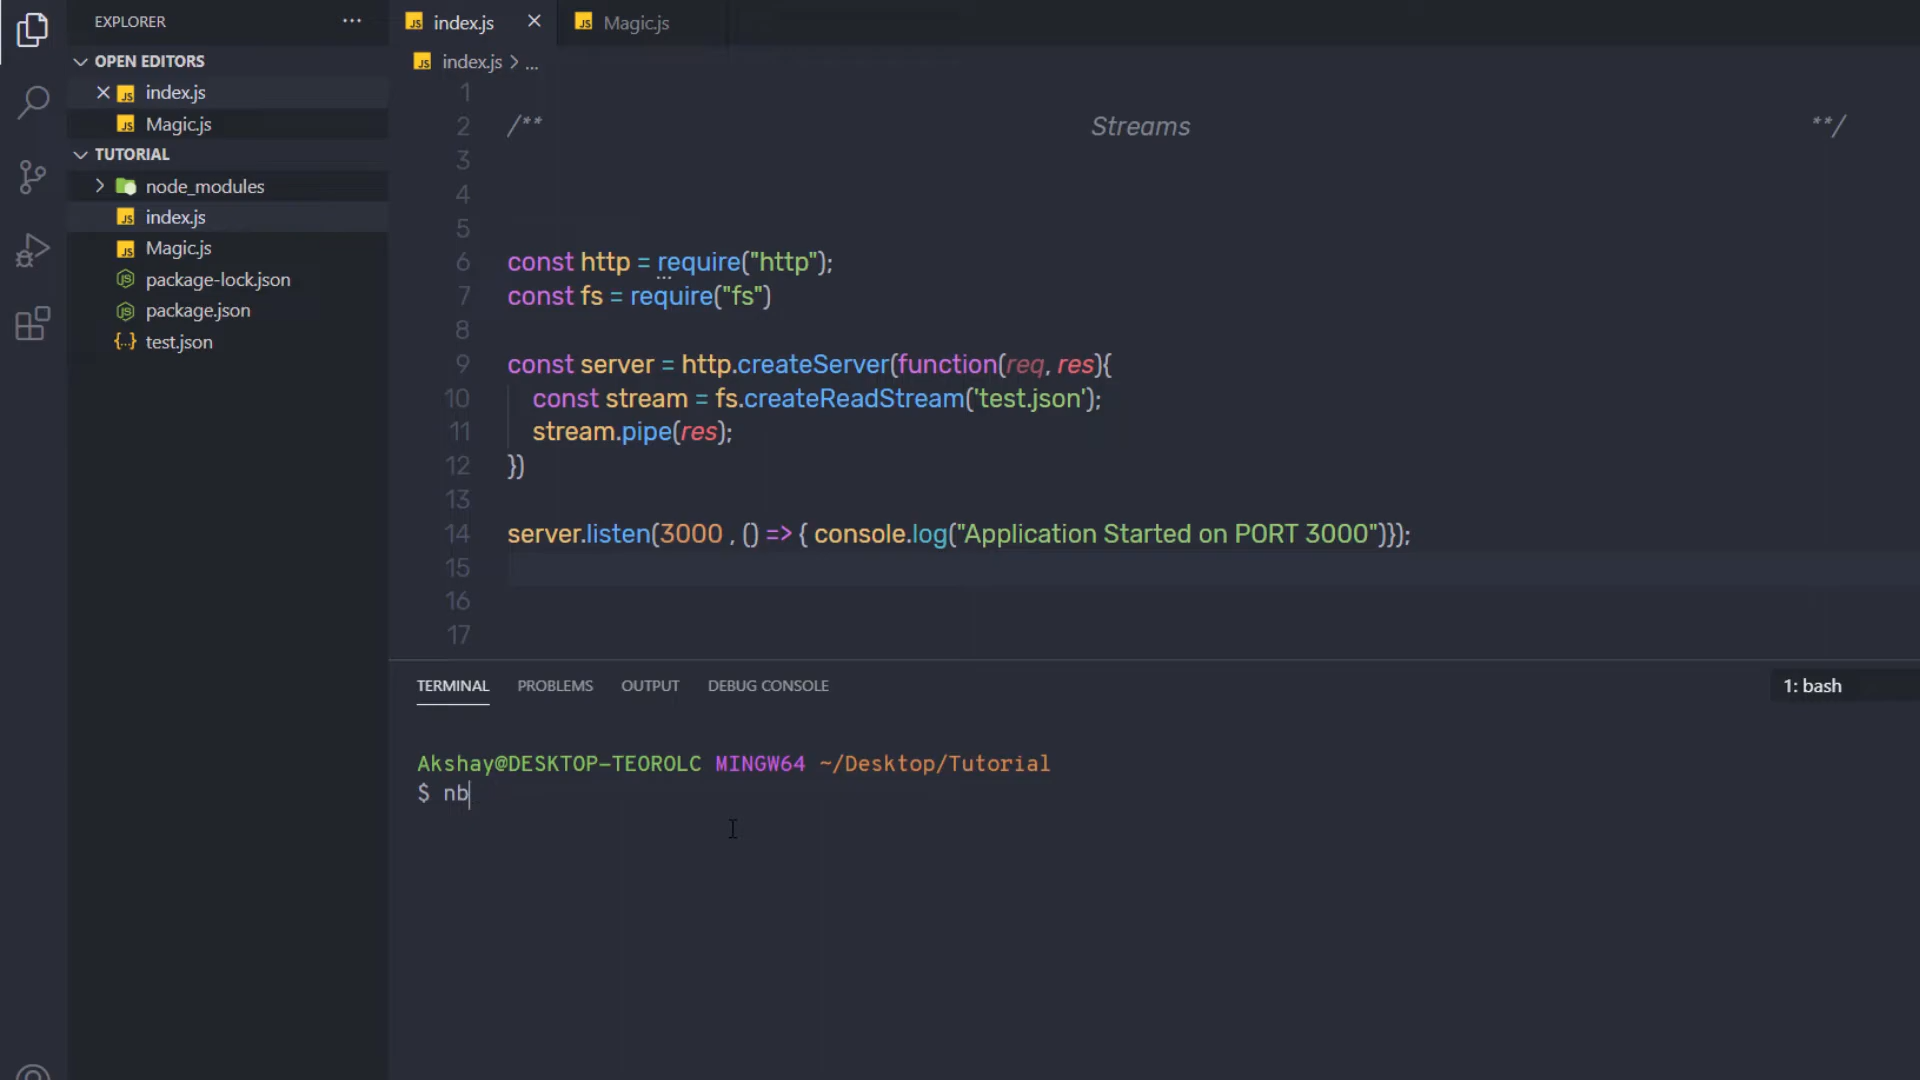 EXPLORER
OPEN EDITORS
index.js
Magic.js
TUTORIAL
node_modules
index.js
Magic.js
package-lock.json
package.json
test.json
index.js
Magic.js
index.js > ...
1
2 /** Streams **/
3
4
5
6 const http = require("http");
7 const fs = require("fs")
8
9 const server = http.createServer(function(req, res){
10 const stream = fs.createReadStream('test.json');
11 stream.pipe(res);
12 })
13
14 server.listen(3000 , () => { console.log("Application Started on PORT 3000")});
15
16
17
TERMINAL PROBLEMS OUTPUT DEBUG CONSOLE
1: bash
Akshay@DESKTOP-TEOROLC MINGW64 ~/Desktop/Tutorial
$ nb